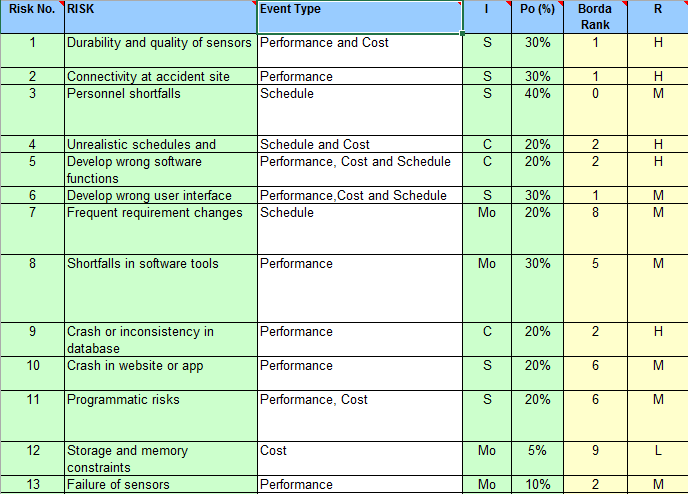 Risk No. RISK Event Type I Po (%) Borda Rank R
1 Durability and quality of sensors Performance and Cost S 30% 1 H
2 Connectivity at accident site Performance S 30% 1 H
3 Personnel shortfalls Schedule S 40% 0 M
4 Unrealistic schedules and Schedule and Cost C 20% 2 H
5 Develop wrong software Performance, Cost and Schedule C 20% 2 H
functions
6 Develop wrong user interface Performance,Cost and Schedule S 30% 1 M
7 Frequent requirement changes Schedule Mo 20% 8 M
8 Shortfalls in software tools Performance Mo 30% 5 M
9 Crash or inconsistency in Performance C 20% 2 H
database
10 Crash in website or app Performance S 20% 6 M
11 Programmatic risks Performance, Cost S 20% 6 M
12 Storage and memory Cost Mo 5% 9 L
constraints
13 Failure of sensors Performance Mo 10% 2 M